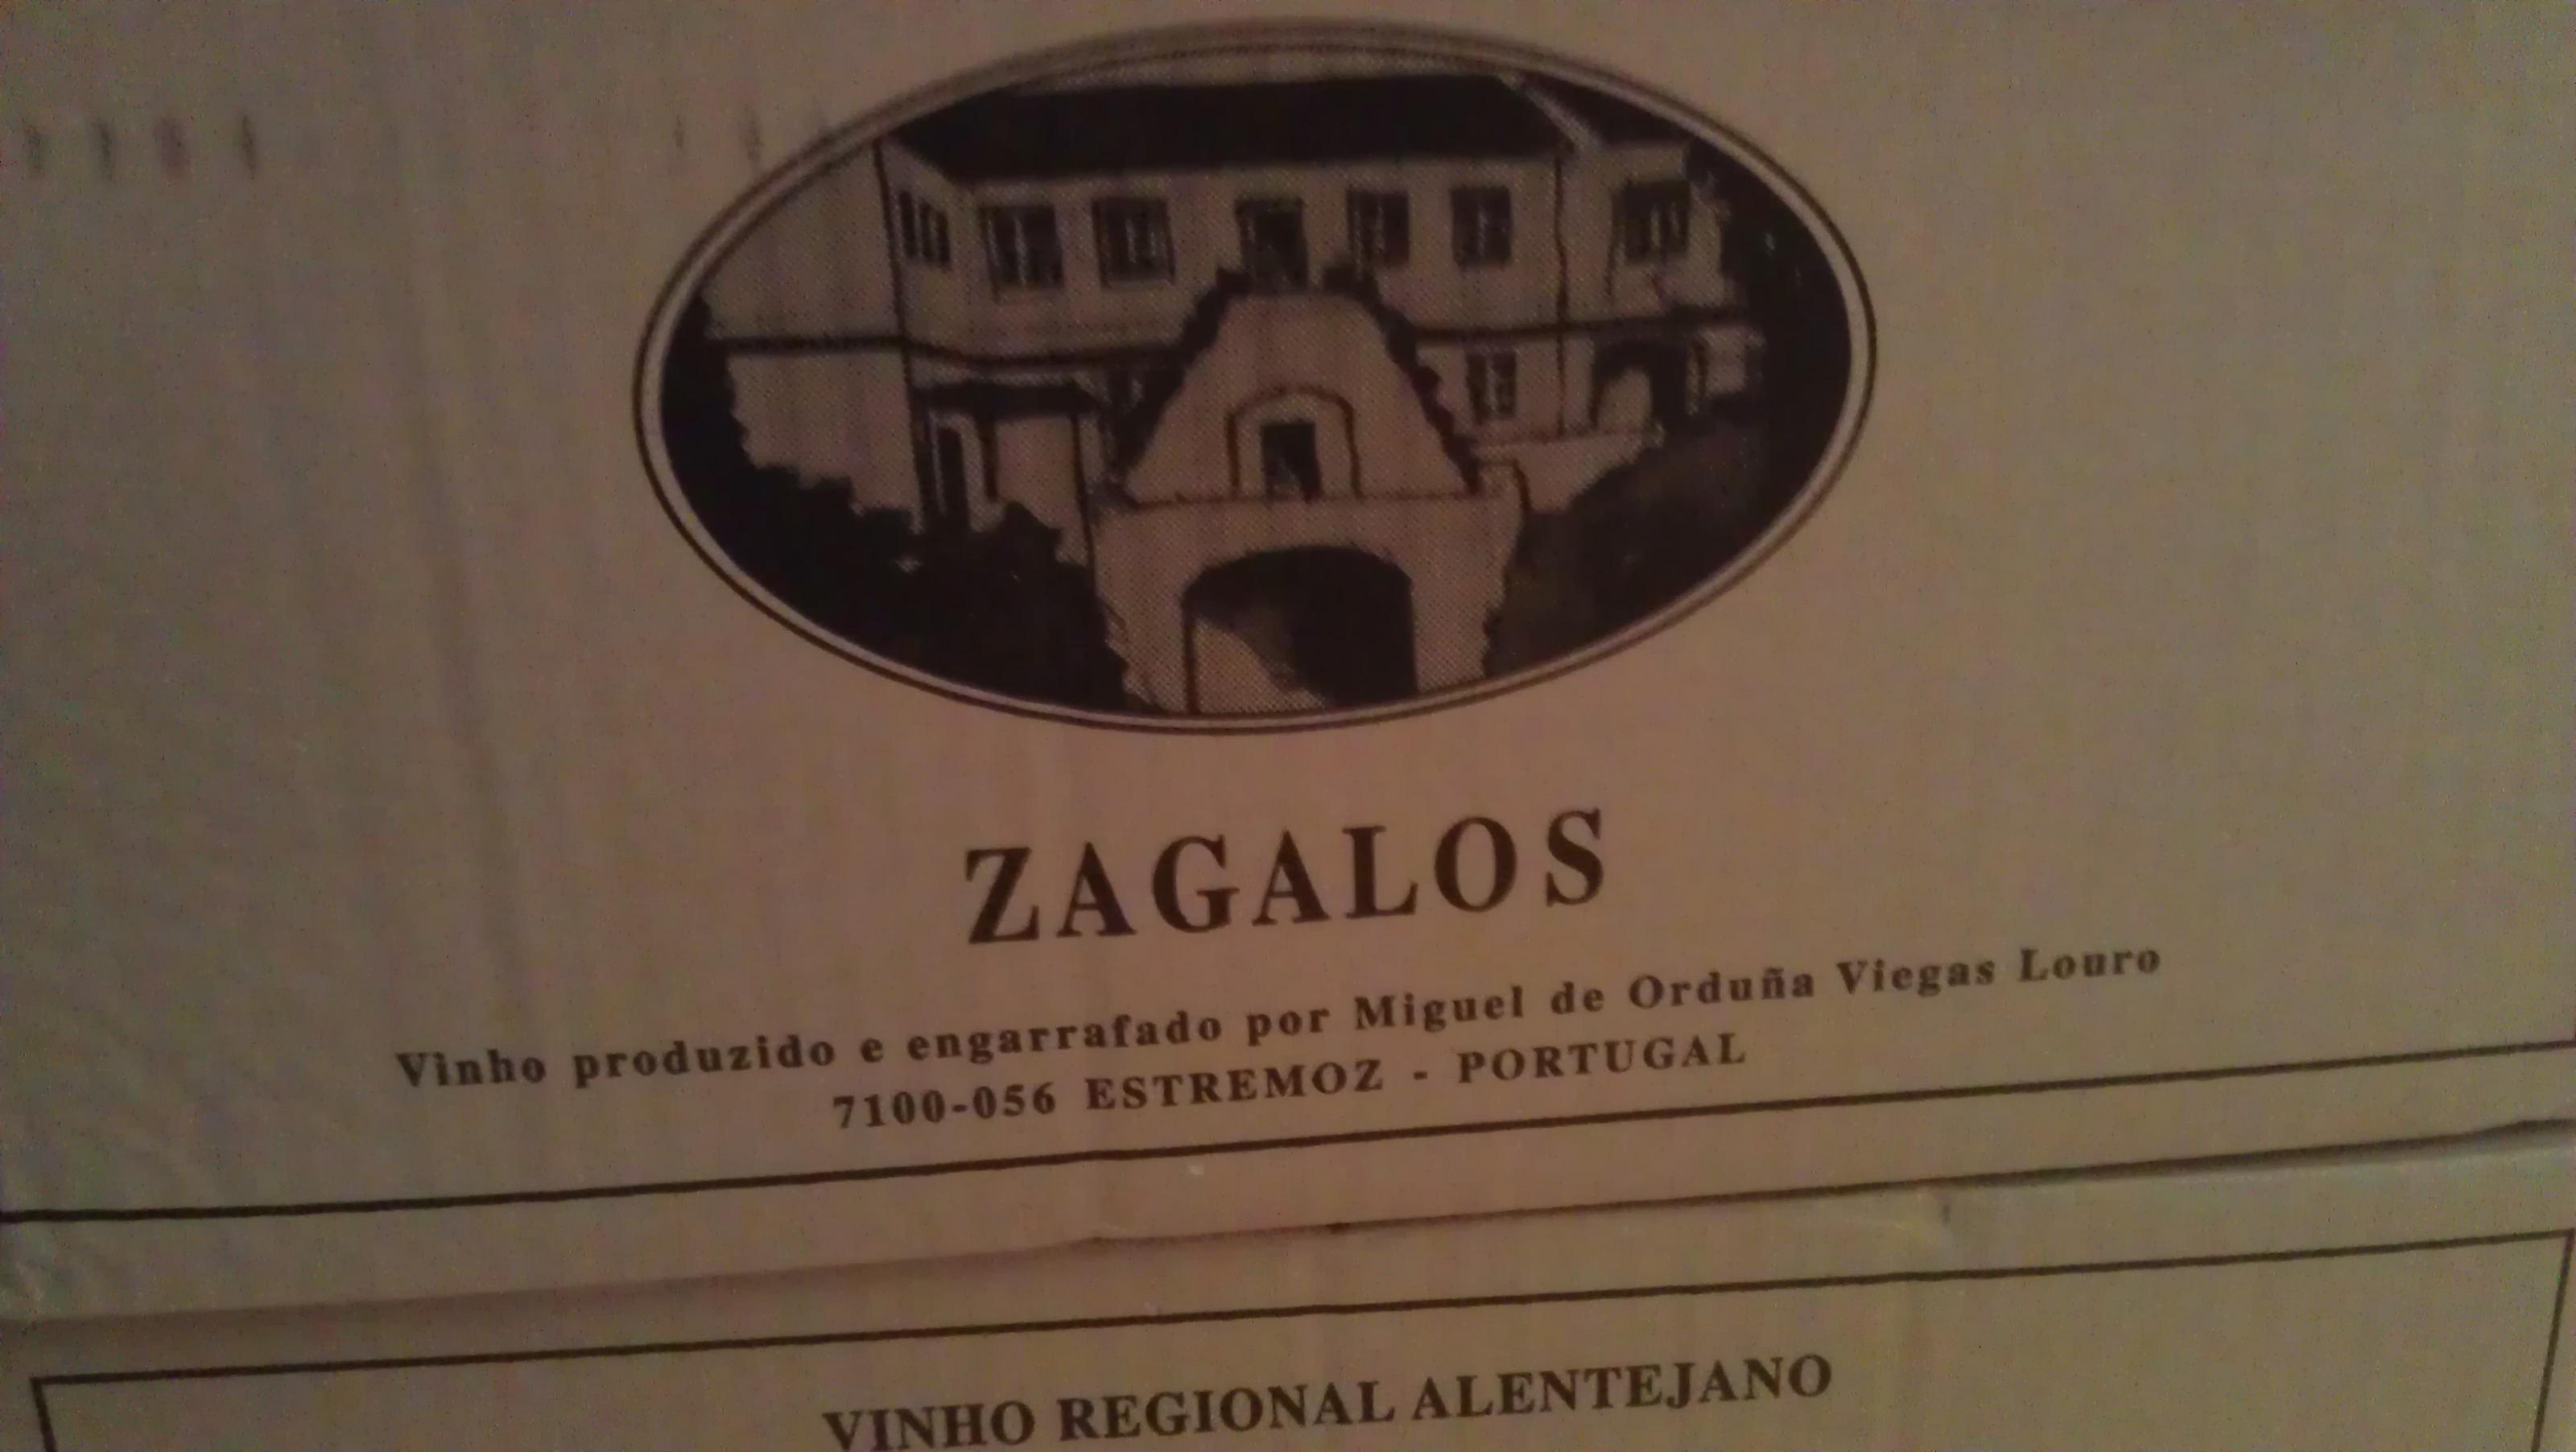 ZAGALOS
Vinho produzido e engarrafado por Miguel de Orduña Viegas Louro
7100-056 ESTREMOZ - PORTUGAL
VINHO REGIONAL ALENTEJANO